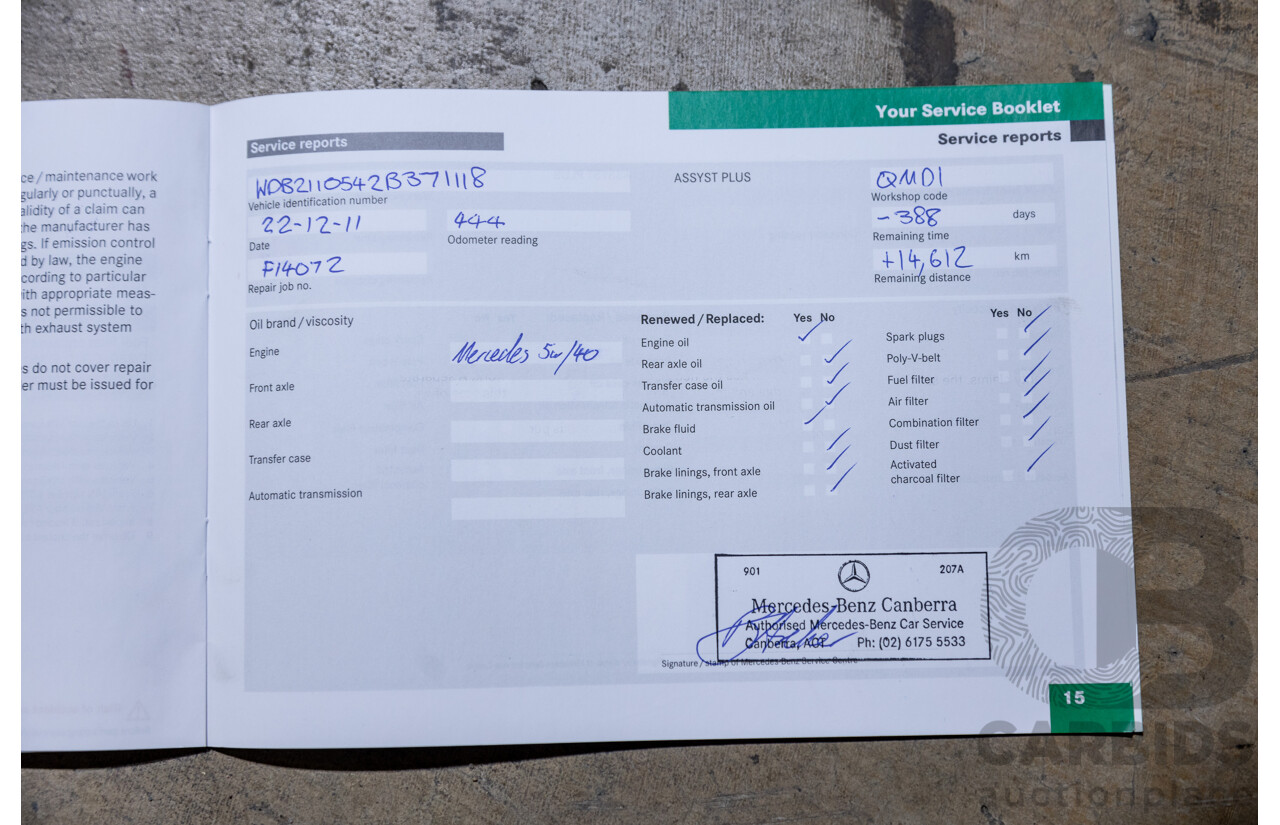 ce / maintenance work
gularly or punctually, a
alidity of a claim can
the manufacturer has
gs. If emission control
d by law, the engine
cording to particular
ith appropriate meas-
s not permissible to
th exhaust system
s do not cover repair
er must be issued for
Your Service Booklet
Service reports
Service reports
WDB2110542B371118
Vehicle identification number
ASSYST PLUS
QMD1
Workshop code
22-12-11
Date
444
Odometer reading
-388 days
Remaining time
F14072
Repair job no.
+14,612 km
Remaining distance
Oil brand / viscosity
Engine
Mercedes 5w/40
Front axle
Rear axle
Transfer case
Automatic transmission
Renewed / Replaced: Yes No
Engine oil
Rear axle oil
Transfer case oil
Automatic transmission oil
Brake fluid
Coolant
Brake linings, front axle
Brake linings, rear axle
Yes No
Spark plugs
Poly-V-belt
Fuel filter
Air filter
Combination filter
Dust filter
Activated
charcoal filter
901 207A
Mercedes-Benz Canberra
Authorised Mercedes-Benz Car Service
Canberra, ACT Ph: (02) 6175 5533
Signature / stamp of Mercedes-Benz Service Centre
15
CARBIDS
auctionplace